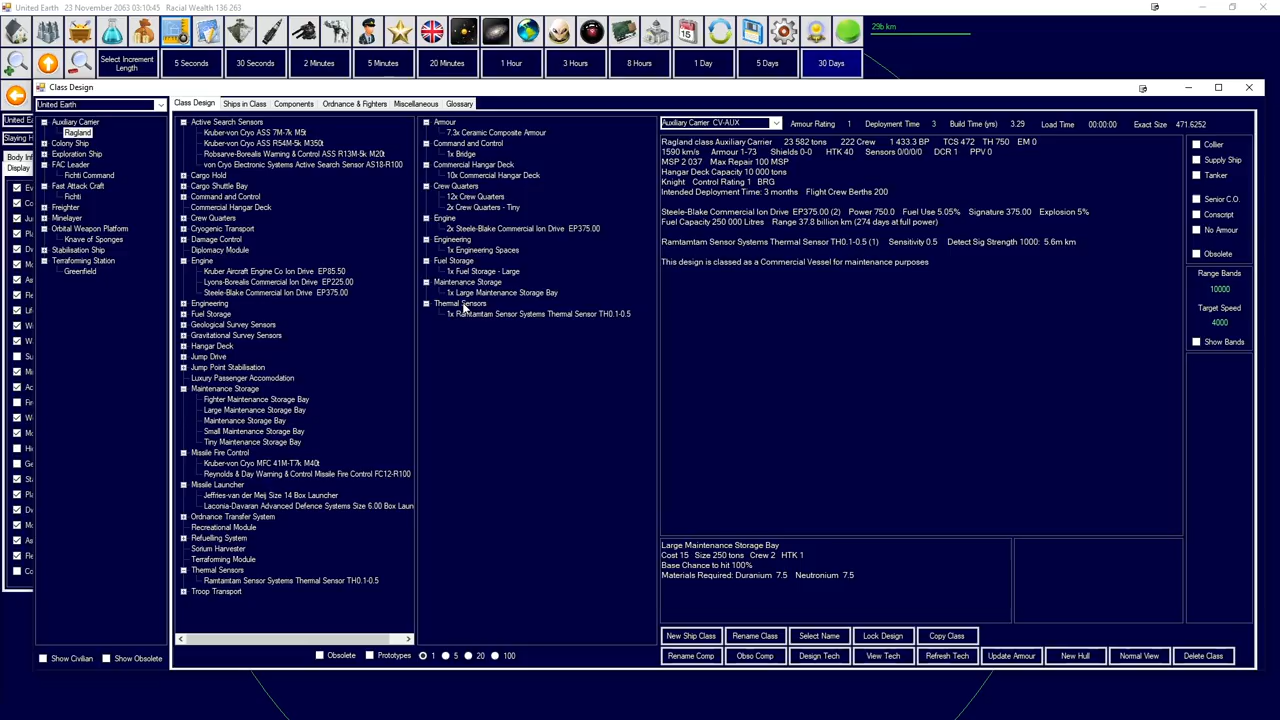 United Earth   23 November 2063 03:10:45   Racial Wealth 136 263
29b km
Select Increment Length
5 Seconds
30 Seconds
2 Minutes
5 Minutes
20 Minutes
1 Hour
3 Hours
8 Hours
1 Day
5 Days
30 Days
Class Design
United Earth
Class Design
Ships in Class
Components
Ordnance & Fighters
Miscellaneous
Glossary
Auxiliary Carrier
Ragland
Colony Ship
Exploration Ship
FAC Leader
Fichti Command
Fast Attack Craft
Fichti
Freighter
Minelayer
Orbital Weapon Platform
Knave of Sponges
Stabilisation Ship
Terraforming Station
Greenfield
Show Civilian
Show Obsolete
Active Search Sensors
Kruber-von Cryo ASS 7M-7k M5t
Kruber-von Cryo ASS R54M-M350t
Robsarve-Borealis Warning & Control ASS R13M-5k M20t
von Cryo Electronic Systems Active Search Sensor AS18-R100
Cargo Hold
Cargo Shuttle Bay
Command and Control
Commercial Hangar Deck
Crew Quarters
Cryogenic Transport
Damage Control
Diplomacy Module
Engine
Kruber Aircraft Engine Co Ion Drive  EP85.50
Lyons-Borealis Commercial Ion Drive  EP225.00
Steele-Blake Commercial Ion Drive  EP375.00
Engineering
Fuel Storage
Geological Survey Sensors
Gravitational Survey Sensors
Hangar Deck
Jump Drive
Jump Point Stabilisation
Luxury Passenger Accomodation
Maintenance Storage
Fighter Maintenance Storage Bay
Large Maintenance Storage Bay
Maintenance Storage Bay
Small Maintenance Storage Bay
Tiny Maintenance Storage Bay
Missile Fire Control
Kruber-von Cryo MFC 41M-T7k M40t
Reynolds & Day Warning & Control Missile Fire Control FC12-R100
Missile Launcher
Jeffries-van der Meij Size 14 Box Launcher
Laconia-Davaran Advanced Defence Systems Size 6.00 Box Laun
Ordnance Transfer System
Recreational Module
Refuelling System
Sorium Harvester
Terraforming Module
Thermal Sensors
Ramtamtam Sensor Systems Thermal Sensor TH0.1-0.5
Troop Transport
Obsolete
Prototypes
1
5
20
100
Armour
7.3x Ceramic Composite Armour
Command and Control
1x Bridge
Commercial Hangar Deck
10x Commercial Hangar Deck
Crew Quarters
12x Crew Quarters
2x Crew Quarters - Tiny
Engine
2x Steele-Blake Commercial Ion Drive  EP375.00
Engineering
1x Engineering Spaces
Fuel Storage
1x Fuel Storage - Large
Maintenance Storage
1x Large Maintenance Storage Bay
Thermal Sensors
1x Ramtamtam Sensor Systems Thermal Sensor TH0.1-0.5
Auxiliary Carrier  CV-AUX
Armour Rating   1   Deployment Time   3   Build Time (yrs)   3.29   Load Time   00:00:00   Exact Size   471.6252
Ragland class Auxiliary Carrier   23 582 tons   222 Crew   1 433.3 BP   TCS 472   TH 750   EM 0
1590 km/s   Armour 1-73   Shields 0-0   HTK 40   Sensors 0/0/0/0   DCR 1   PPV 0
MSP 2 037   Max Repair 100 MSP
Hangar Deck Capacity 10 000 tons
Knight   Control Rating 1   BRG
Intended Deployment Time: 3 months   Flight Crew Berths 200
Steele-Blake Commercial Ion Drive  EP375.00 (2)   Power 750.0   Fuel Use 5.05%   Signature 375.00   Explosion 5%
Fuel Capacity 250 000 Litres   Range 37.8 billion km (274 days at full power)
Ramtamtam Sensor Systems Thermal Sensor TH0.1-0.5 (1)   Sensitivity 0.5   Detect Sig Strength 1000:  5.6m km
This design is classed as a Commercial Vessel for maintenance purposes
Large Maintenance Storage Bay
Cost 15   Size 250 tons   Crew 2   HTK 1
Base Chance to hit 100%
Materials Required: Duranium  7.5   Neutronium  7.5
Collier
Supply Ship
Tanker
Senior C.O.
Conscript
No Armour
Obsolete
Range Bands
10000
Target Speed
4000
Show Bands
New Ship Class
Rename Class
Select Name
Lock Design
Copy Class
Rename Comp
Obso Comp
Design Tech
View Tech
Refresh Tech
Update Armour
New Hull
Normal View
Delete Class